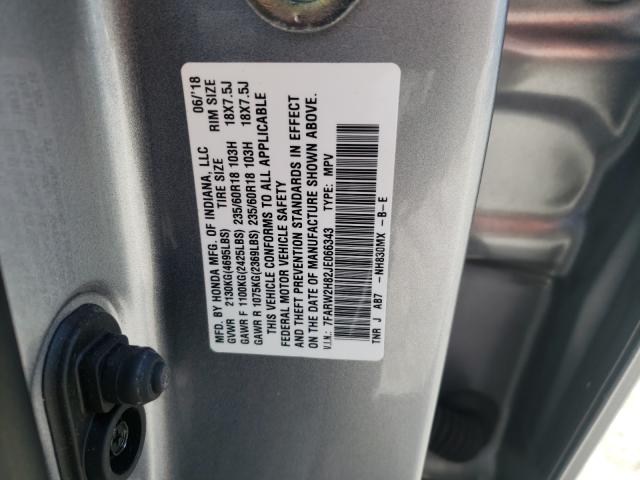 MFD. BY HONDA MFG. OF INDIANA, LLC 06/'18
GVWR 2130KG(4695LBS) TIRE SIZE RIM SIZE
GAWR F 1100KG(2425LBS) 235/60R18 103H 18X7.5J
GAWR R 1075KG(2369LBS) 235/60R18 103H 18X7.5J
THIS VEHICLE CONFORMS TO ALL APPLICABLE
FEDERAL MOTOR VEHICLE SAFETY
AND THEFT PREVENTION STANDARDS IN EFFECT
ON THE DATE OF MANUFACTURE SHOWN ABOVE.
V.I.N.: 7FARW2H82JE066343 TYPE: MPV
TNR J AB7 -NH830MX -B-E